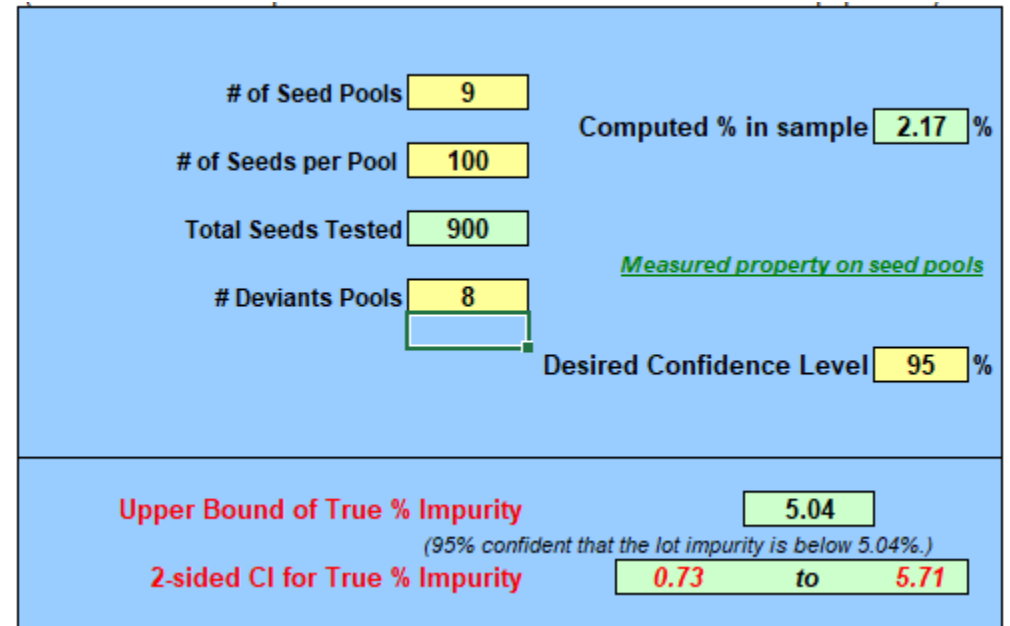 # of Seed Pools 9
Computed % in sample 2.17 %
# of Seeds per Pool 100
Total Seeds Tested 900
Measured property on seed pools
# Deviants Pools 8
Desired Confidence Level 95 %
Upper Bound of True % Impurity 5.04
(95% confident that the lot impurity is below 5.04%.)
2-sided CI for True % Impurity 0.73 to 5.71